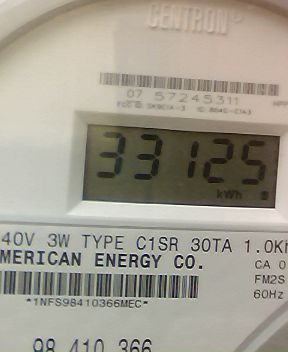 CENTRON®
07 57245311
33125
kWh
40V 3W TYPE C1SR 30TA 1.0Kh
MERICAN ENERGY CO.
CA 0
FM2S
60Hz
*1NFS98410366MEC*
98 410 366